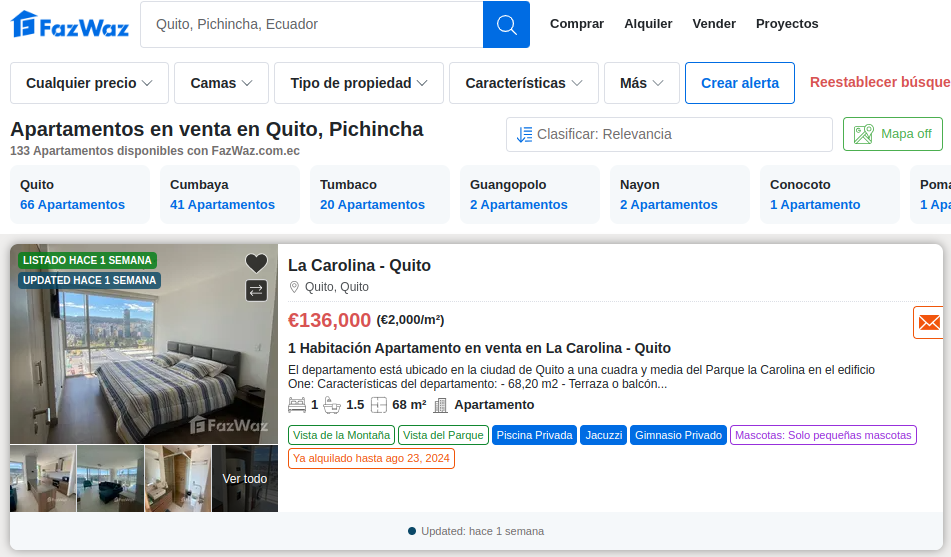 FazWaz
Quito, Pichincha, Ecuador
Comprar Alquiler Vender Proyectos
Cualquier precio Camas Tipo de propiedad Características Más Crear alerta Reestablecer búsque
Apartamentos en venta en Quito, Pichincha
133 Apartamentos disponibles con FazWaz.com.ec
Clasificar: Relevancia
Mapa off
Quito
66 Apartamentos
Cumbaya
41 Apartamentos
Tumbaco
20 Apartamentos
Guangopolo
2 Apartamentos
Nayon
2 Apartamentos
Conocoto
1 Apartamento
Poma
1 Apa
LISTADO HACE 1 SEMANA
UPDATED HACE 1 SEMANA
FazWaz
Ver todo
La Carolina - Quito
Quito, Quito
€136,000 (€2,000/m²)
1 Habitación Apartamento en venta en La Carolina - Quito
El departamento está ubicado en la ciudad de Quito a una cuadra y media del Parque la Carolina en el edificio
One: Características del departamento: - 68,20 m2 - Terraza o balcón...
1 1.5 68 m² Apartamento
Vista de la Montaña Vista del Parque Piscina Privada Jacuzzi Gimnasio Privado Mascotas: Solo pequeñas mascotas
Ya alquilado hasta ago 23, 2024
Updated: hace 1 semana